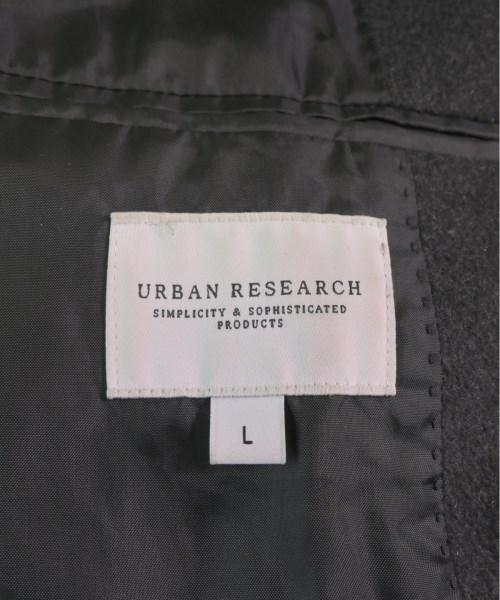 URBAN RESEARCH
SIMPLICITY & SOPHISTICATED
PRODUCTS
L